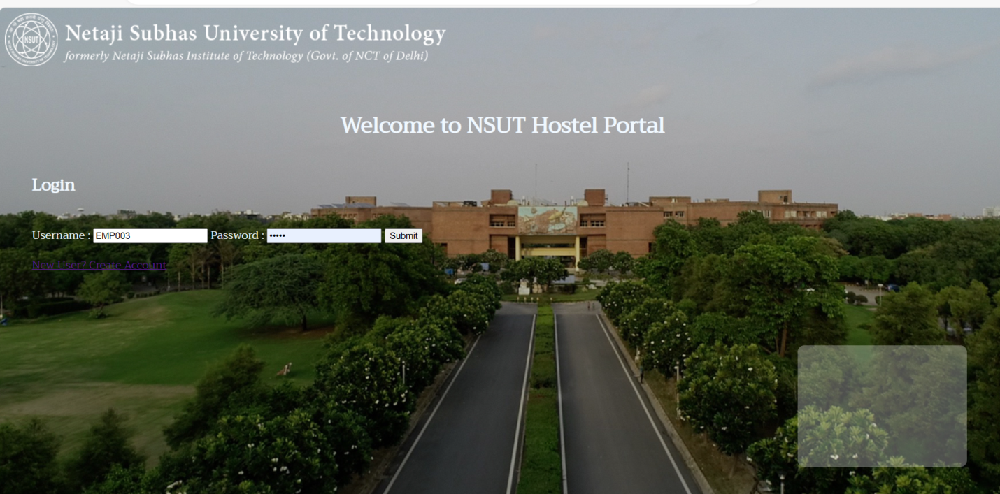 NSUT
Netaji Subhas University of Technology
formerly Netaji Subhas Institute of Technology (Govt. of NCT of Delhi)
Welcome to NSUT Hostel Portal
Login
Username : EMP003 Password : ••••• Submit
New User? Create Account